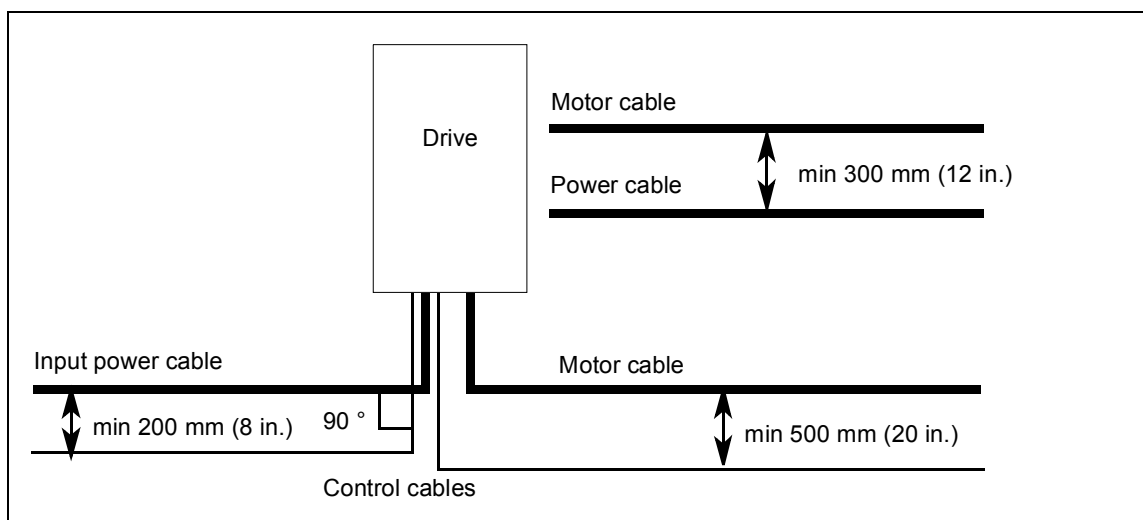 Motor cable
Drive
min 300 mm (12 in.)
Power cable
Input power cable
Motor cable
min 200 mm (8 in.)
90 °
min 500 mm (20 in.)
Control cables